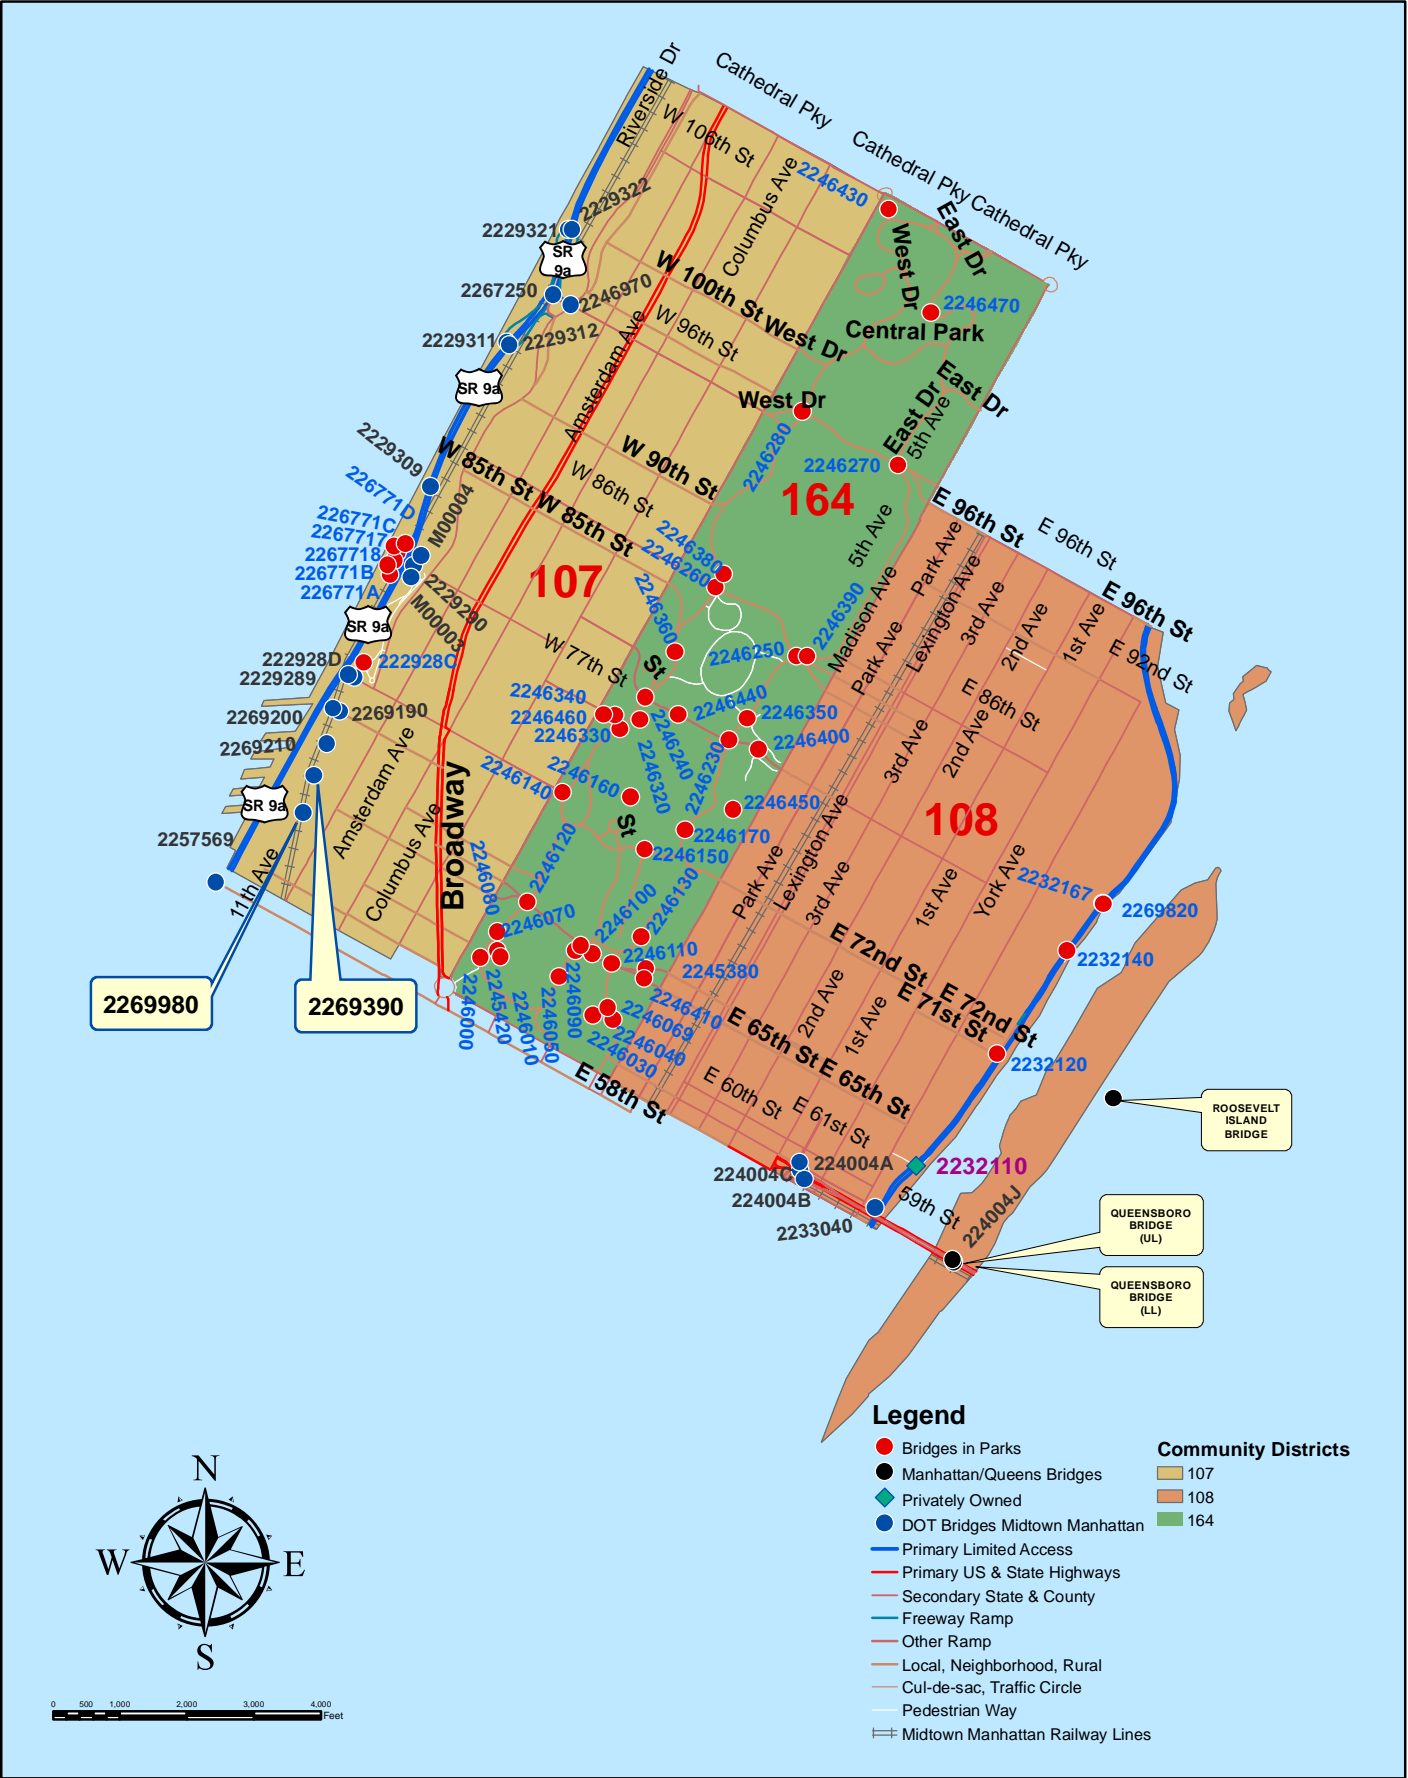 Cathedral Pky
Riverside Dr
W 106th St
Cathedral Pky
Cathedral Pky
2246430
Columbus Ave
2229322
2229321
SR
9a
East Dr
West Dr
W 100th St
West Dr
2267250
2246970
2246470
W 96th St
Central Park
2229311
2229312
Amsterdam Ave
SR 9a
East Dr
West Dr
East Dr
5th Ave
2229309
W 85th St
W 85th St
W 90th St
W 86th St
2246280
2246270
164
E 96th St
E 96th St
226771D
M00004
226771C
2267717
2267718
226771B
226771A
2246380
2246260
5th Ave
Park Ave
107
2229290
M00003
2246360
2246390
Madison Ave
Lexington Ave
3rd Ave
2nd Ave
1st Ave
E 96th St
SR 9a
W 77th St
St
2246250
Park Ave
E 92nd St
222928D
222928C
2229289
E 86th St
2269200
2269190
2246340
2246460
2246330
2246440
2246350
2269210
2246240
2246230
2246400
3rd Ave
2nd Ave
Amsterdam Ave
2246140
2246160
2246320
SR 9a
Broadway
2246450
108
2257569
Columbus Ave
St
2246170
2246150
Lexington Ave
11th Ave
2246080
2246120
2246130
Park Ave
3rd Ave
1st Ave
York Ave
2232167
2269820
2246070
2246100
2246110
E 72nd St
2232140
2245380
2269980
2269390
2246000
2245420
2246010
2246050
2246090
2246410
2246069
2246040
2246030
2nd Ave
1st Ave
E 71st St
E 72nd St
E 65th St
E 65th St
2232120
E 58th St
E 60th St
E 61st St
ROOSEVELT
ISLAND
BRIDGE
224004A
2232110
224004C
224004B
59th St
2233040
224004J
QUEENSBORO
BRIDGE
(UL)
QUEENSBORO
BRIDGE
(LL)
Legend
Bridges in Parks
Manhattan/Queens Bridges
Privately Owned
DOT Bridges Midtown Manhattan
Primary Limited Access
Primary US & State Highways
Secondary State & County
Freeway Ramp
Other Ramp
Local, Neighborhood, Rural
Cul-de-sac, Traffic Circle
Pedestrian Way
Midtown Manhattan Railway Lines
Community Districts
107
108
164
N
W
E
S
0 500 1,000 2,000 3,000 4,000
Feet